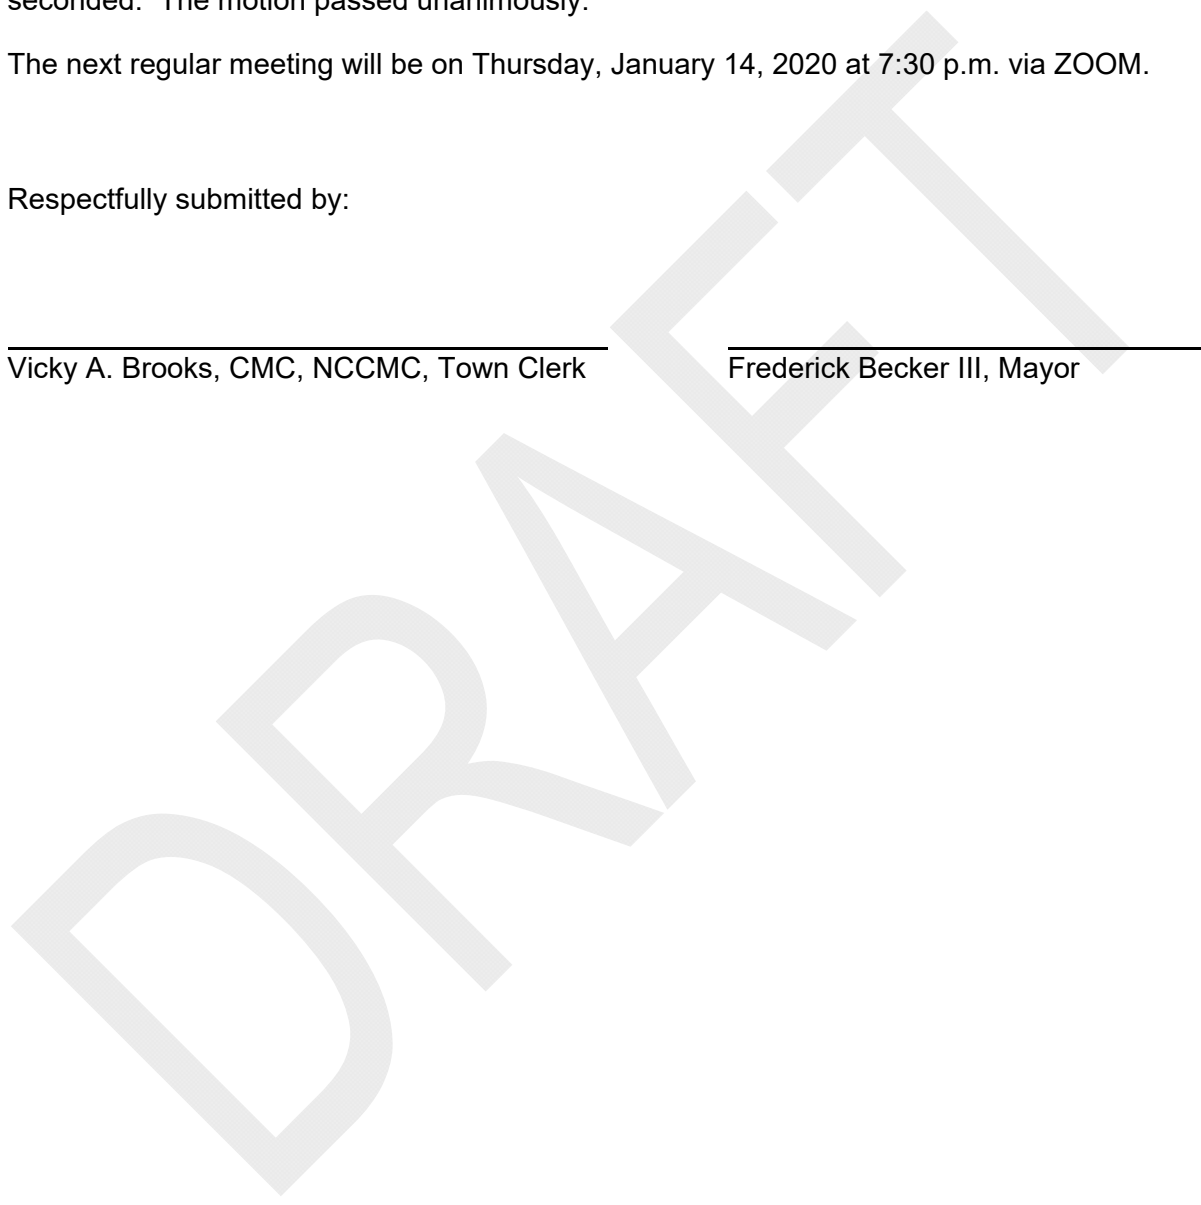 seconded. The motion passed unanimously.
The next regular meeting will be on Thursday, January 14, 2020 at 7:30 p.m. via ZOOM.
Respectfully submitted by:
Vicky A. Brooks, CMC, NCCMC, Town Clerk Frederick Becker III, Mayor
DRAFT